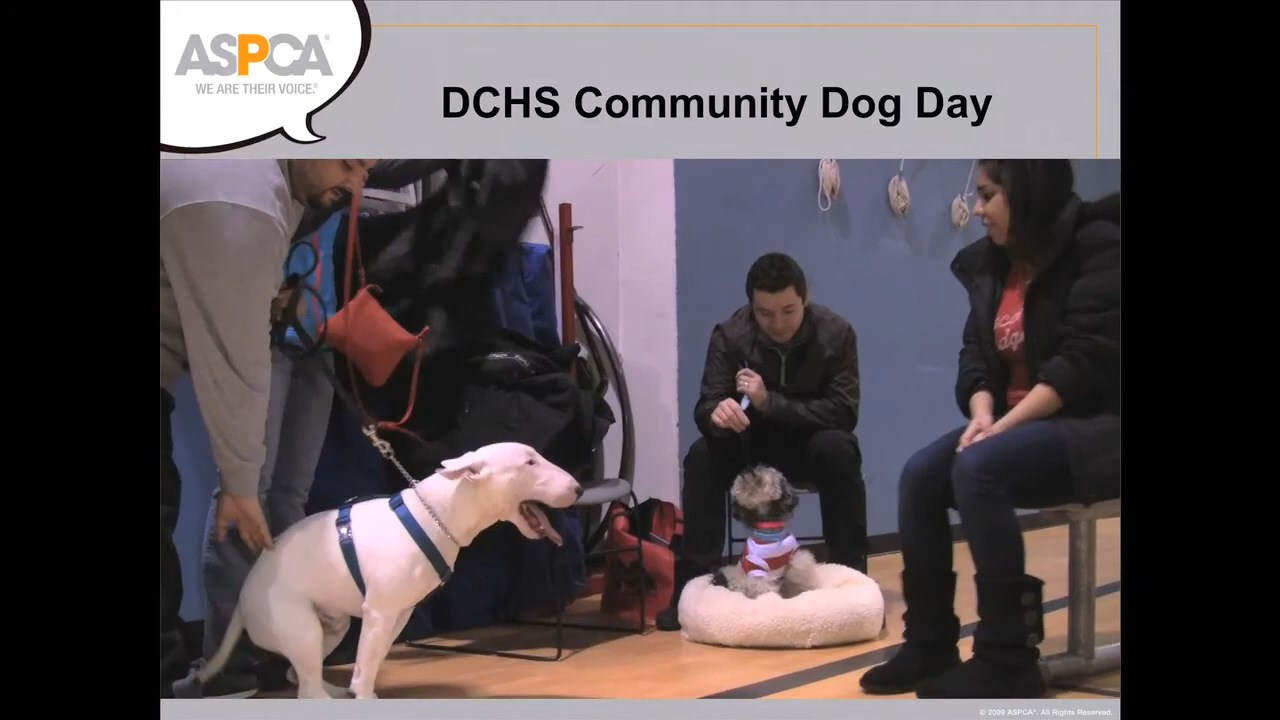 ASPCA®
WE ARE THEIR VOICE.®
DCHS Community Dog Day
© 2009 ASPCA®. All Rights Reserved.